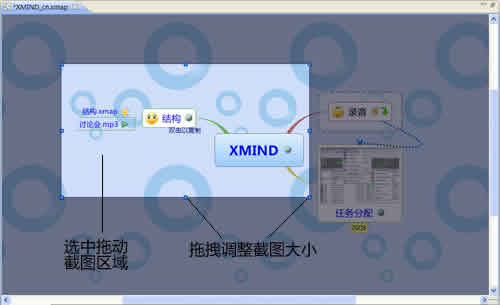 *XMIND_cn.xmap
结构.xmap
讨论会.mp3
结构
双击以复制
XMIND
录音
任务分配
选中拖动
截图区域
拖拽调整截图大小